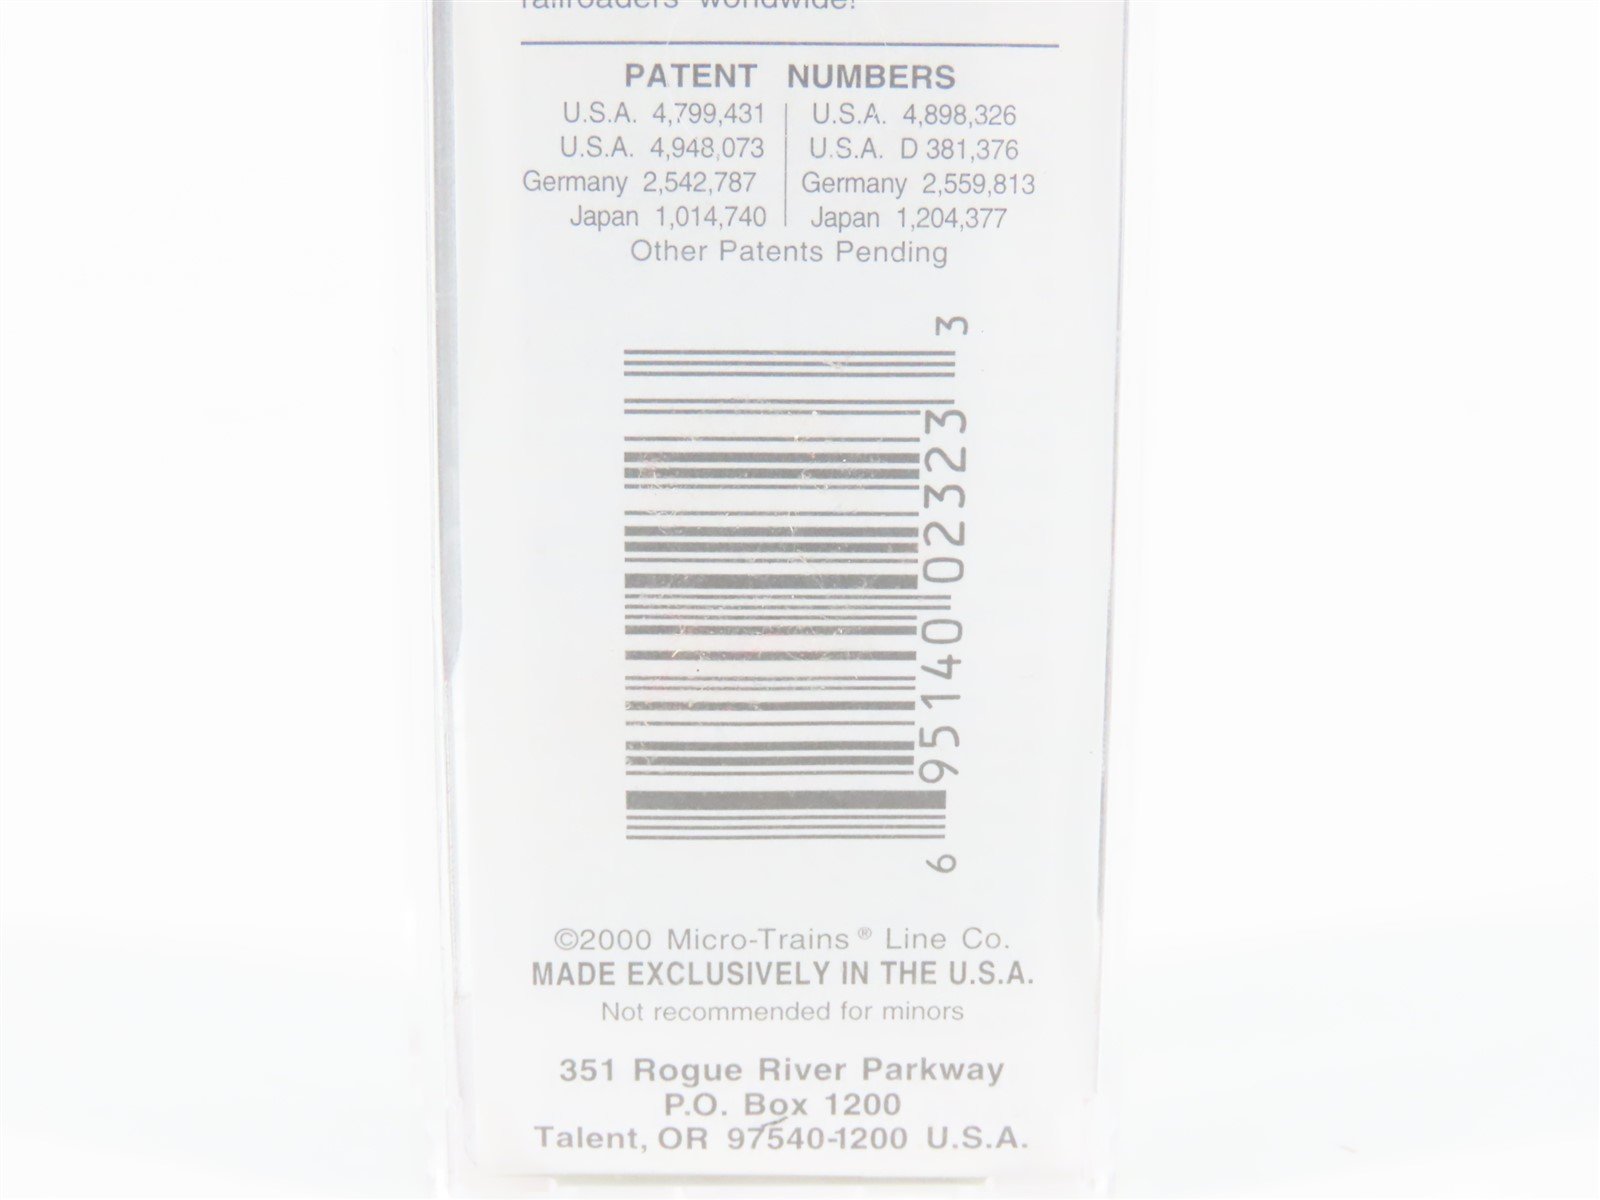 railroaders worldwide!
PATENT NUMBERS
U.S.A. 4,799,431 | U.S.A. 4,898,326
U.S.A. 4,948,073 | U.S.A. D 381,376
Germany 2,542,787 | Germany 2,559,813
Japan 1,014,740 | Japan 1,204,377
Other Patents Pending
6 95140 02323 3
©2000 Micro-Trains® Line Co.
MADE EXCLUSIVELY IN THE U.S.A.
Not recommended for minors
351 Rogue River Parkway
P.O. Box 1200
Talent, OR 97540-1200 U.S.A.